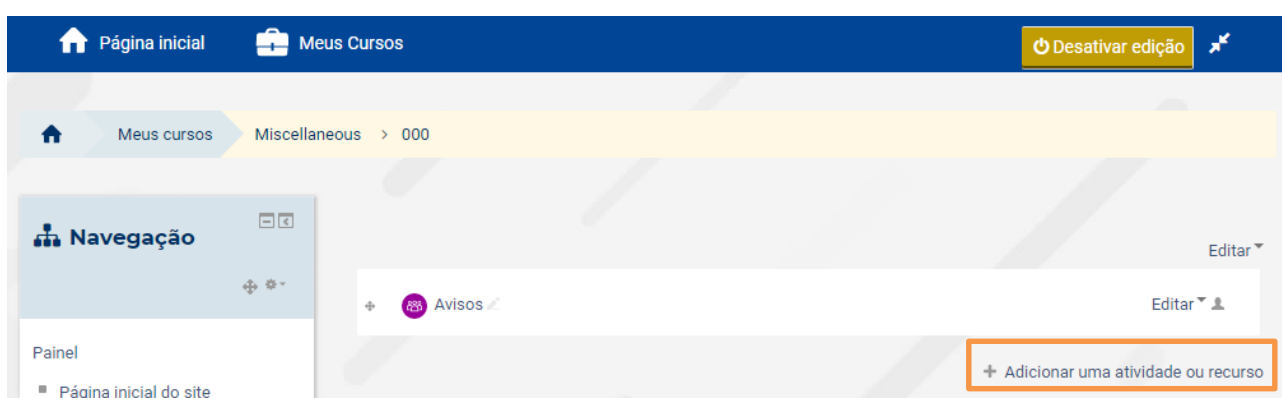 Página inicial Meus Cursos Desativar edição
Meus cursos Miscellaneous > 000
Navegação
Editar
Avisos Editar
Painel
+ Adicionar uma atividade ou recurso
Página inicial do site